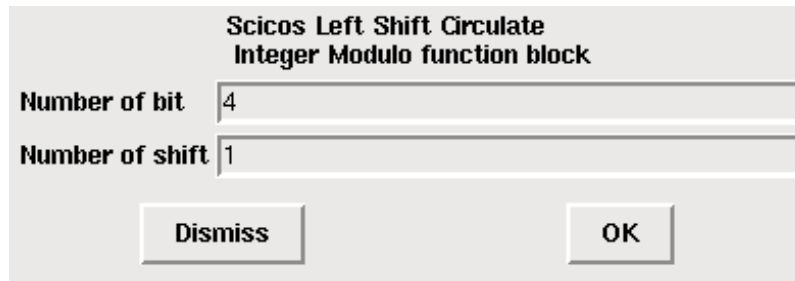 Scicos Left Shift Circulate
Integer Modulo function block
Number of bit 4
Number of shift 1
Dismiss OK